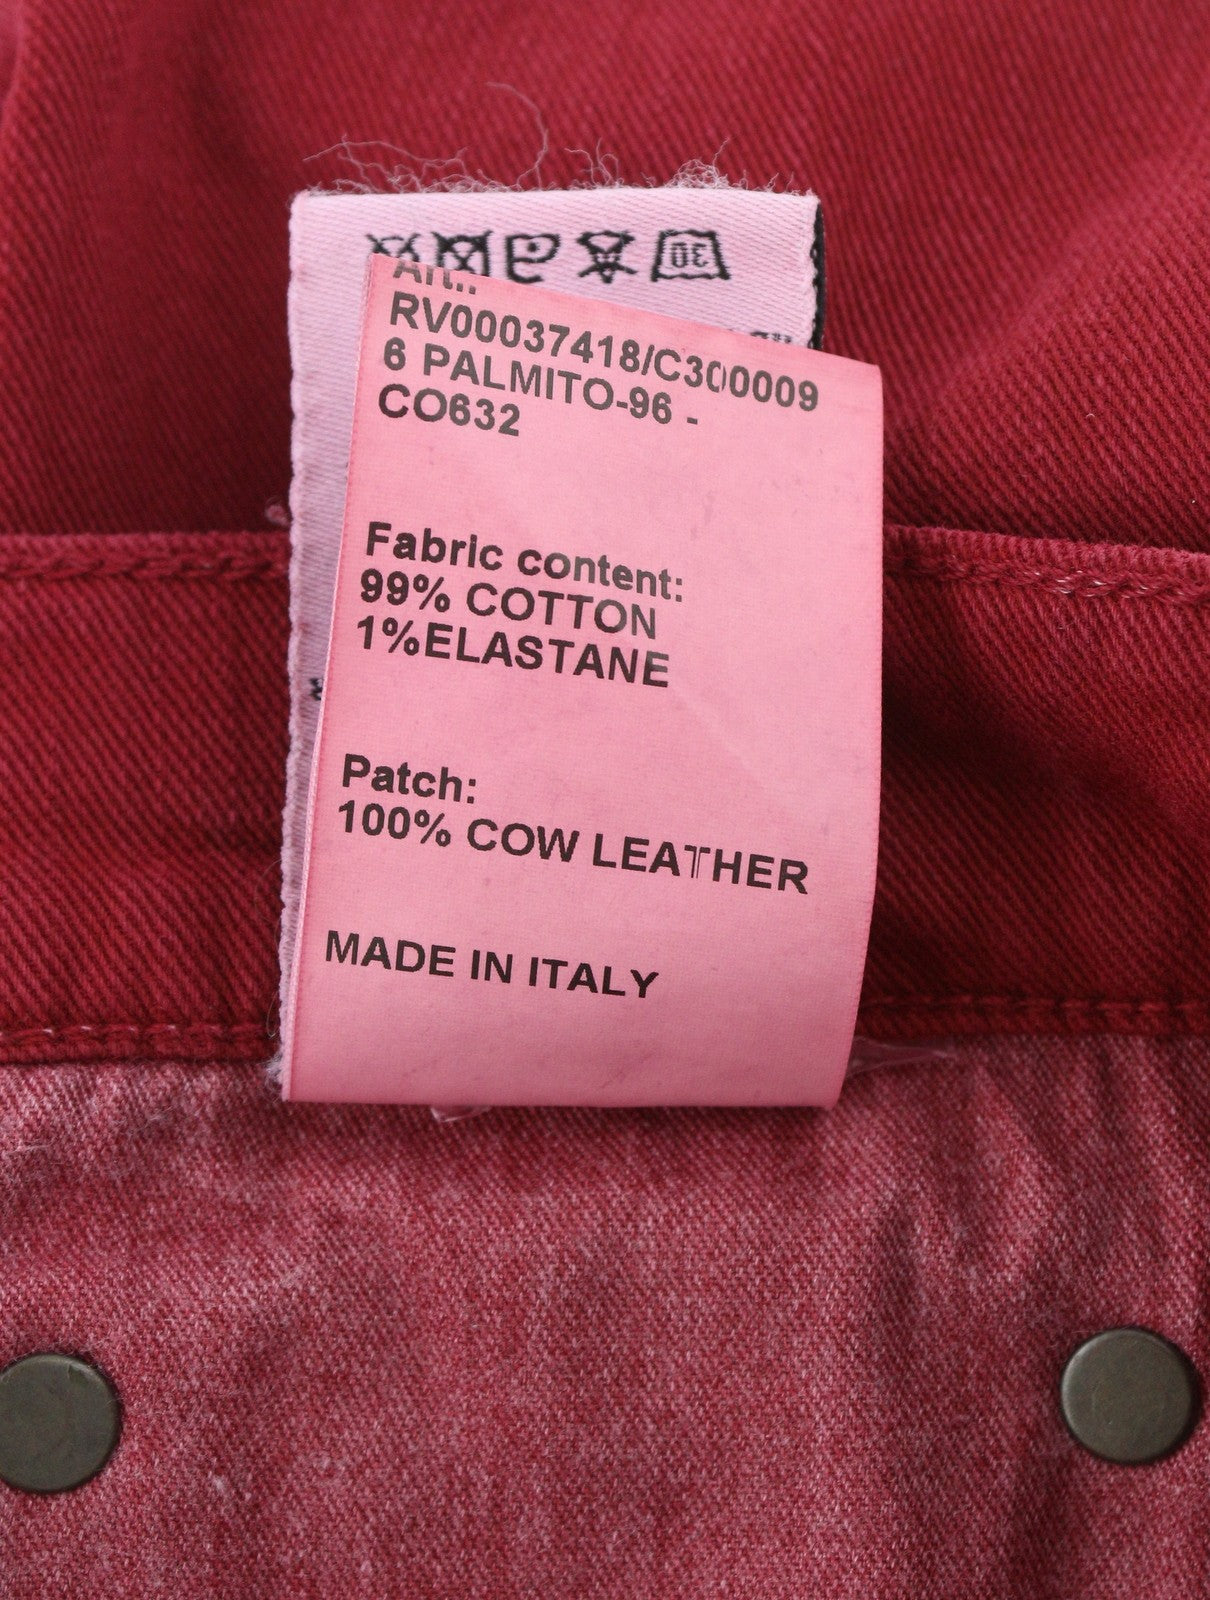 Art.:
RV00037418/C300009
6 PALMITO-96 -
CO632
Fabric content:
99% COTTON
1%ELASTANE
Patch:
100% COW LEATHER
MADE IN ITALY